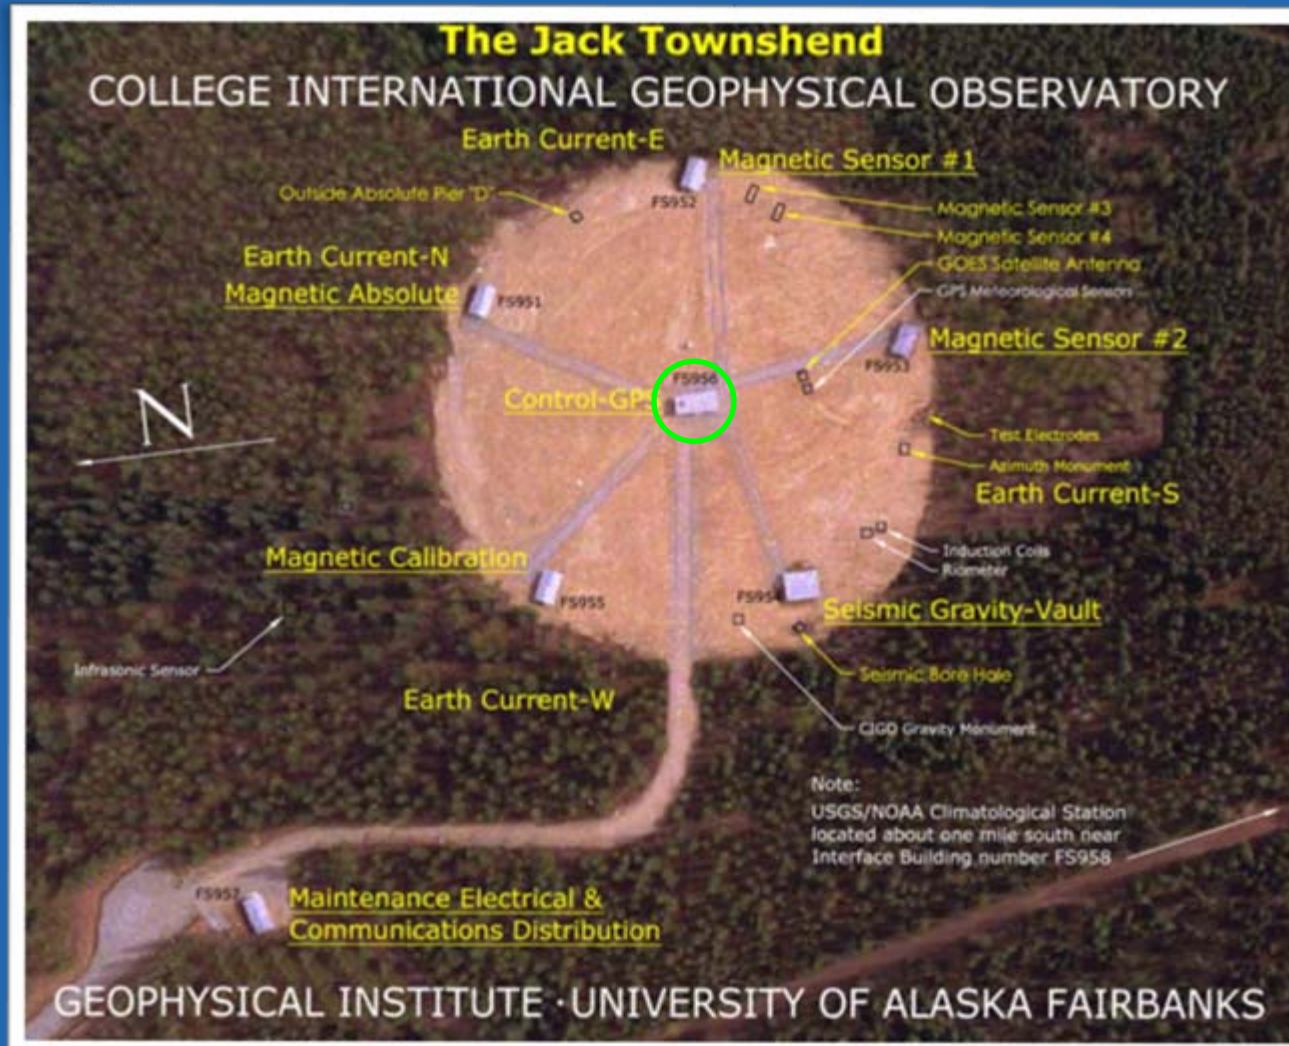 The Jack Townshend
COLLEGE INTERNATIONAL GEOPHYSICAL OBSERVATORY
Earth Current-E
Magnetic Sensor #1
Outside Absolute Pier "D"
FS952
Magnetic Sensor #3
Magnetic Sensor #4
Earth Current-N
GOES Satellite Antenna
Magnetic Absolute
FS951
GPS Meteorological Sensors
Magnetic Sensor #2
FS953
FS956
Control-GPS
N
Test Electrodes
Azimuth Monument
Earth Current-S
Magnetic Calibration
Induction Coils
Riometer
FS955
FS954
Seismic Gravity-Vault
Infrasonic Sensor
Seismic Bore Hole
Earth Current-W
CIGO Gravity Monument
Note:
USGS/NOAA Climatological Station
located about one mile south near
Interface Building number FS958
FS957
Maintenance Electrical &
Communications Distribution
GEOPHYSICAL INSTITUTE · UNIVERSITY OF ALASKA FAIRBANKS